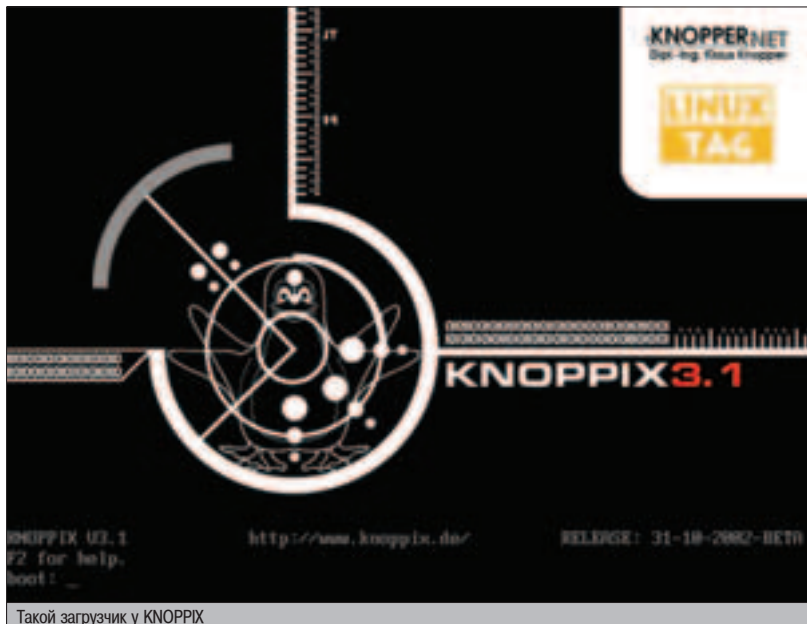 KNOPPERNET
Dipl.-Ing. Klaus Knopper
LINUX
TAG
KNOPPIX3.1
KNOPPIX V3.1
http://www.knoppix.de/
RELEASE: 31-10-2002-BETA
F2 for help.
boot: _
Такой загрузчик у KNOPPIX